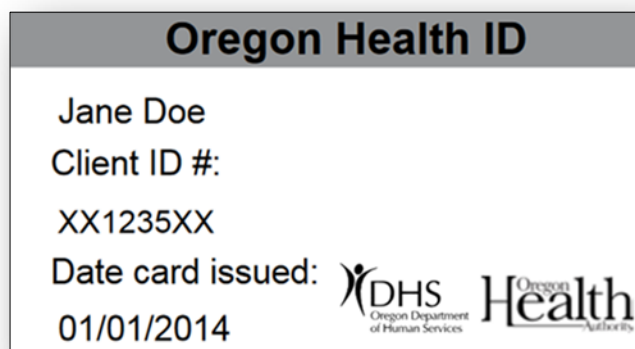 Oregon Health ID
Jane Doe
Client ID #:
XX1235XX
Date card issued:
01/01/2014
DHS
Oregon Department
of Human Services
Oregon
Health
Authority